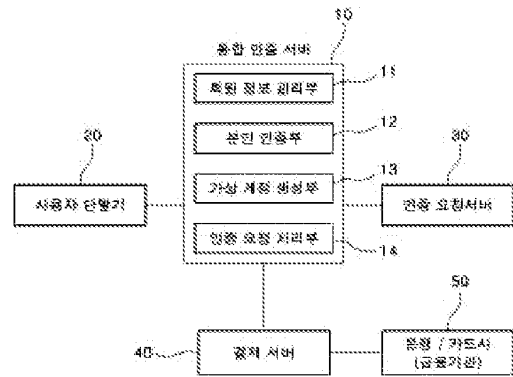 10
통합 인증 서버
회원 정보 관리부
11
본인 인증부
12
20
가상 계정 생성부
13
30
사용자 단말기
인증 요청서버
인증 요청 처리부
14
50
40
결제 서버
은행 / 카드사
(금융기관)